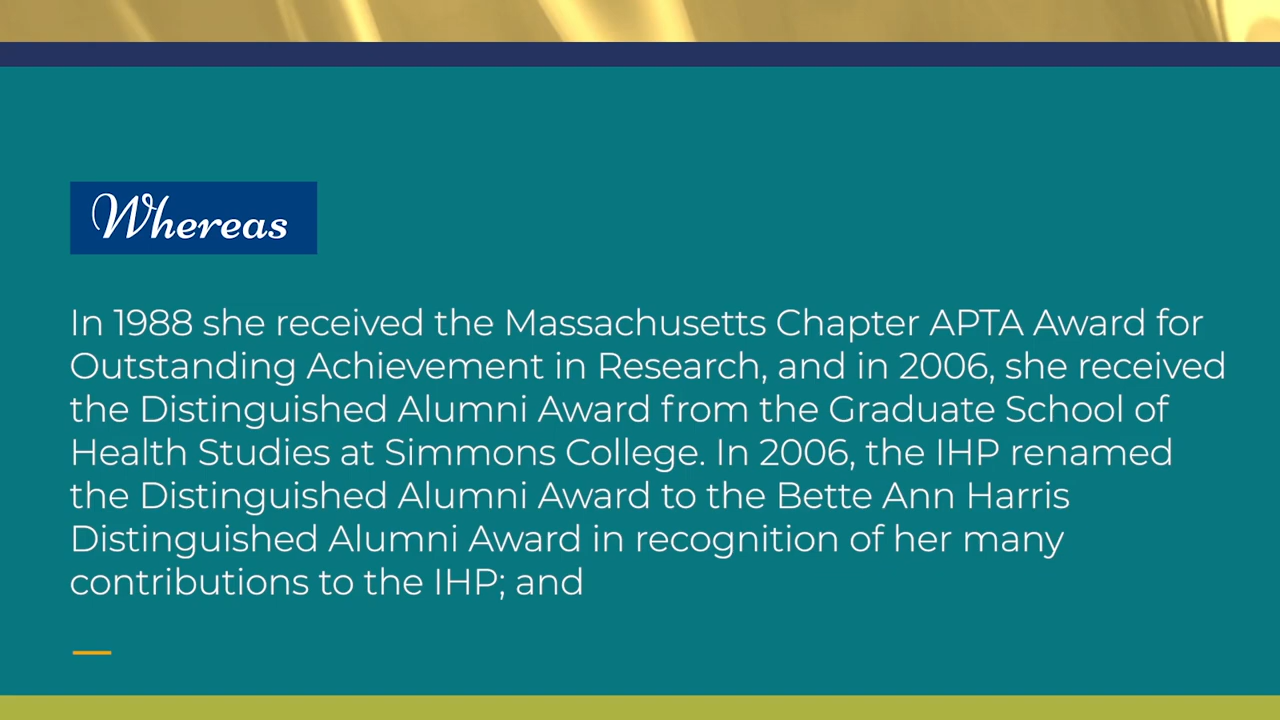 Whereas
In 1988 she received the Massachusetts Chapter APTA Award for
Outstanding Achievement in Research, and in 2006, she received
the Distinguished Alumni Award from the Graduate School of
Health Studies at Simmons College. In 2006, the IHP renamed
the Distinguished Alumni Award to the Bette Ann Harris
Distinguished Alumni Award in recognition of her many
contributions to the IHP; and